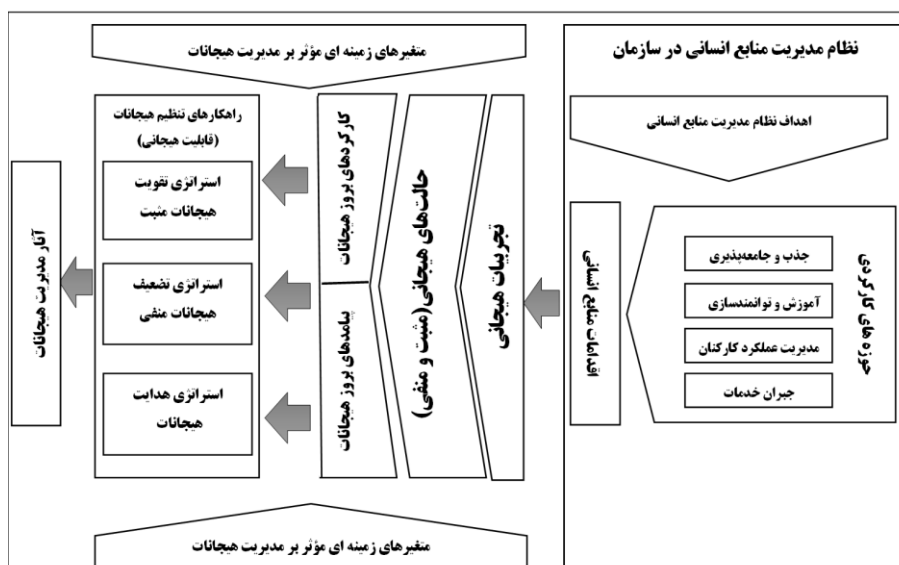 نظام مدیریت منابع انسانی در سازمان
اهداف نظام مدیریت منابع انسانی
حوزه های کارکردی
جذب و جامعه‌پذیری
آموزش و توانمندسازی
مدیریت عملکرد کارکنان
جبران خدمات
اقدامات منابع انسانی
متغیرهای زمینه ای مؤثر بر مدیریت هیجانات
تجربیات هیجانی
حالت‌های هیجانی(مثبت و منفی)
کارکردهای بروز هیجانات
پیامدهای بروز هیجانات
راهکارهای تنظیم هیجانات
(قابلیت هیجانی)
استراتژی تقویت
هیجانات مثبت
استراتژی تضعیف
هیجانات منفی
استراتژی هدایت
هیجانات
آثار مدیریت هیجانات
متغیرهای زمینه ای مؤثر بر مدیریت هیجانات